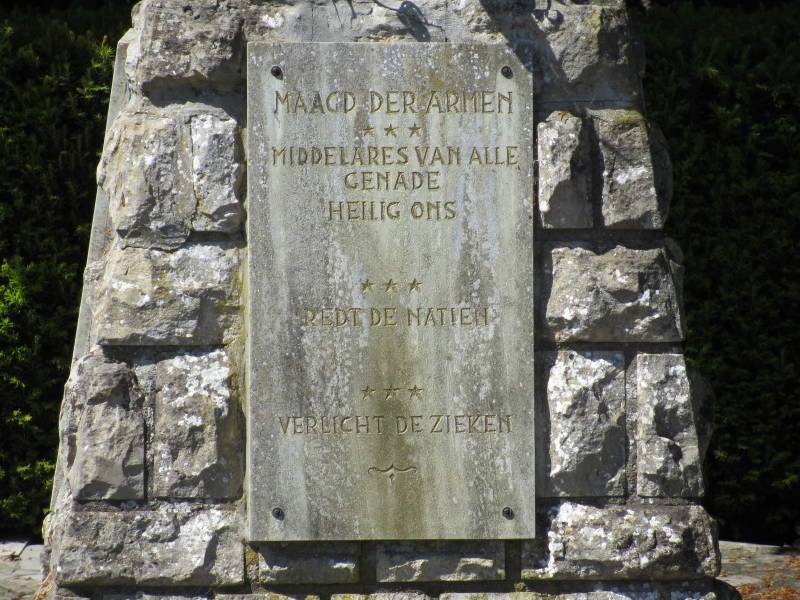 MAAGD DER ARMEN
MIDDELARES VAN ALLE
GENADE
HEILIG ONS
REDT DE NATIEN
VERLICHT DE ZIEKEN